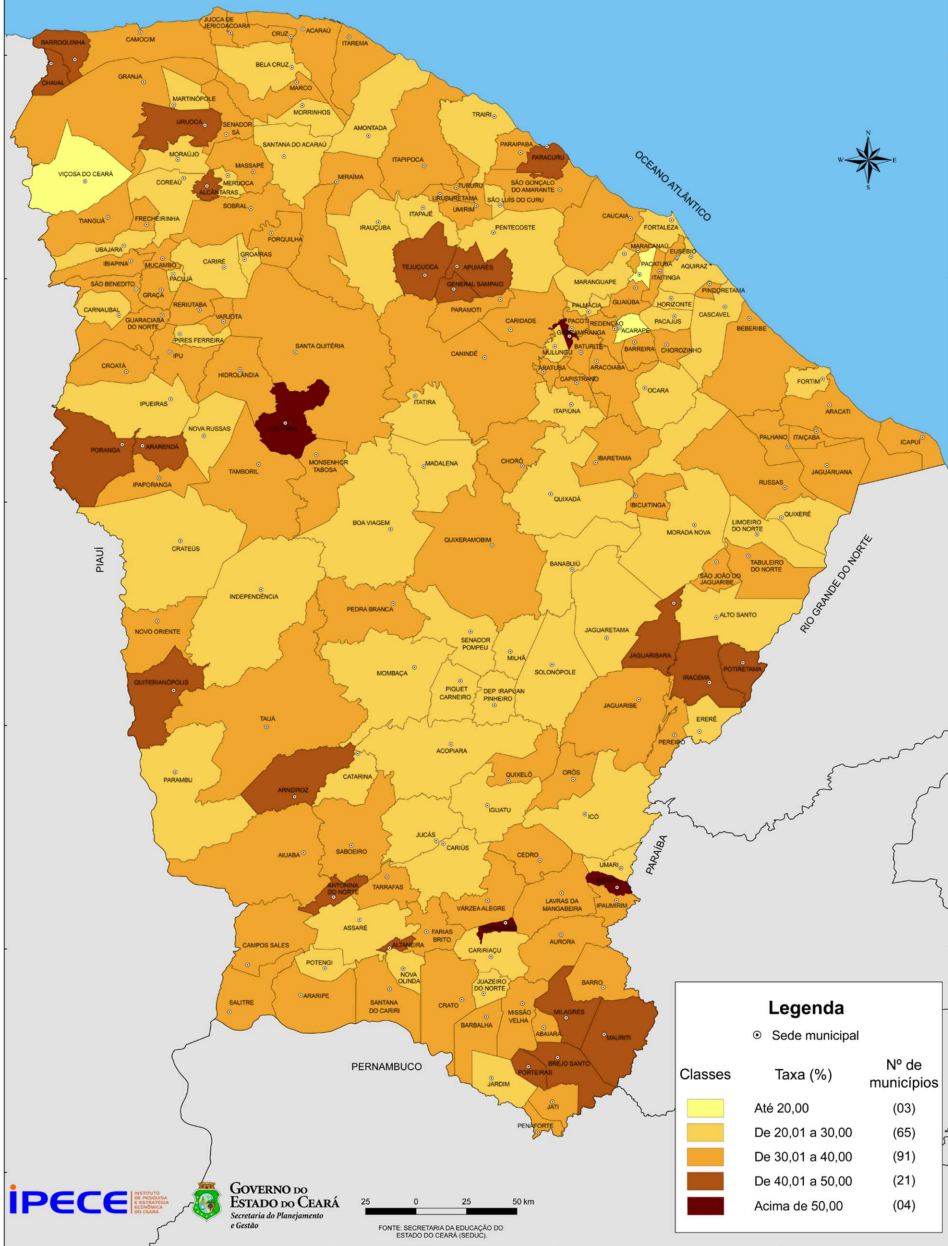 JIJOCA DE
JERICOACOARA
ACARAÚ
CRUZ
CAMOCIM
ITAREMA
BARROQUINHA
BELA CRUZ
CHAVAL
GRANJA
MARCO
MARTINÓPOLE
MORRINHOS
TRAIRI
URUOCA
SENADOR
SÁ
AMONTADA
SANTANA DO ACARAÚ
PARAIPABA
MORAÚJO
PARACURU
OCEANO ATLÂNTICO
N
W
E
S
MASSAPÊ
ITAPIPOCA
VIÇOSA DO CEARÁ
COREAÚ
MERUOCA
MIRAÍMA
SÃO GONÇALO
DO AMARANTE
ALCÂNTARAS
TURURU
URUBURETAMA
SÃO LUÍS DO CURU
UMIRIM
SOBRAL
ITAPAJÉ
TIANGUÁ
FRECHEIRINHA
CAUCAIA
FORTALEZA
IRAUÇUBA
FORQUILHA
PENTECOSTE
UBAJARA
GROAÍRAS
MARACANAÚ
EUSÉBIO
IBIAPINA
MUCAMBO
CARIRÉ
TEJUÇUOCA
APUIARÉS
PACATUBA
AQUIRAZ
PACUJÁ
ITAITINGA
GENERAL SAMPAIO
MARANGUAPE
SÃO BENEDITO
GRAÇA
GUAIÚBA
PINDORETAMA
RERIUTABA
HORIZONTE
CARNAUBAL
PARAMOTI
PALMÁCIA
CASCAVEL
GUARACIABA
DO NORTE
VARJOTA
PACOTI
PACAJUS
BEBERIBE
CARIDADE
REDENÇÃO
ACARAPE
GUARAMIRANGA
PIRES FERREIRA
SANTA QUITÉRIA
BATURITÉ
BARREIRA
CHOROZINHO
IPU
CANINDÉ
MULUNGU
ARACOIABA
CROATÁ
HIDROLÂNDIA
ARATUBA
CAPISTRANO
FORTIM
IPUEIRAS
ITATIRA
OCARA
ITAPIÚNA
ARACATI
NOVA RUSSAS
CATUNDA
PORANGA
ARARENDÁ
PALHANO
ITAIÇABA
ICAPUÍ
MONSENHOR
TABOSA
CHORÓ
IBARETAMA
TAMBORIL
MADALENA
JAGUARUANA
IPAPORANGA
RUSSAS
QUIXADÁ
IBICUITINGA
QUIXERÉ
BOA VIAGEM
LIMOEIRO
DO NORTE
MORADA NOVA
CRATEÚS
QUIXERAMOBIM
PIAUÍ
TABULEIRO
DO NORTE
BANABUIÚ
SÃO JOÃO DO
JAGUARIBE
RIO GRANDE DO NORTE
INDEPENDÊNCIA
PEDRA BRANCA
ALTO SANTO
NOVO ORIENTE
SENADOR
POMPEU
JAGUARETAMA
MILHÃ
JAGUARIBARA
POTIRETAMA
MOMBAÇA
SOLONÓPOLE
QUITERIANÓPOLIS
IRACEMA
PIQUET
CARNEIRO
DEP. IRAPUAN
PINHEIRO
JAGUARIBE
TAUÁ
ERERÊ
PEREIRO
ACOPIARA
PARAMBU
CATARINA
QUIXELÔ
ORÓS
ARNEIROZ
IGUATU
ICÓ
JUCÁS
CARIÚS
SABOEIRO
AIUABA
CEDRO
UMARI
PARAÍBA
TARRAFAS
ANTONINA
DO NORTE
LAVRAS DA
MANGABEIRA
IPAUMIRIM
VÁRZEA ALEGRE
ASSARÉ
FARIAS
BRITO
AURORA
CAMPOS SALES
ALTANEIRA
CARIRIAÇU
POTENGI
NOVA
OLINDA
JUAZEIRO
DO NORTE
BARRO
SALITRE
ARARIPE
SANTANA
DO CARIRI
CRATO
MISSÃO
VELHA
MILAGRES
BARBALHA
ABAIARA
MAURITI
BREJO SANTO
PORTEIRAS
PERNAMBUCO
JARDIM
JATI
PENAFORTE
Legenda
Sede municipal
Classes Taxa (%) Nº de
municípios
Até 20,00 (03)
De 20,01 a 30,00 (65)
De 30,01 a 40,00 (91)
De 40,01 a 50,00 (21)
Acima de 50,00 (04)
IPECE
INSTITUTO
DE PESQUISA
E ESTRATÉGIA
ECONÔMICA
DO CEARÁ
GOVERNO DO
ESTADO DO CEARÁ
Secretaria do Planejamento
e Gestão
25 0 25 50 km
FONTE: SECRETARIA DA EDUCAÇÃO DO
ESTADO DO CEARÁ (SEDUC).